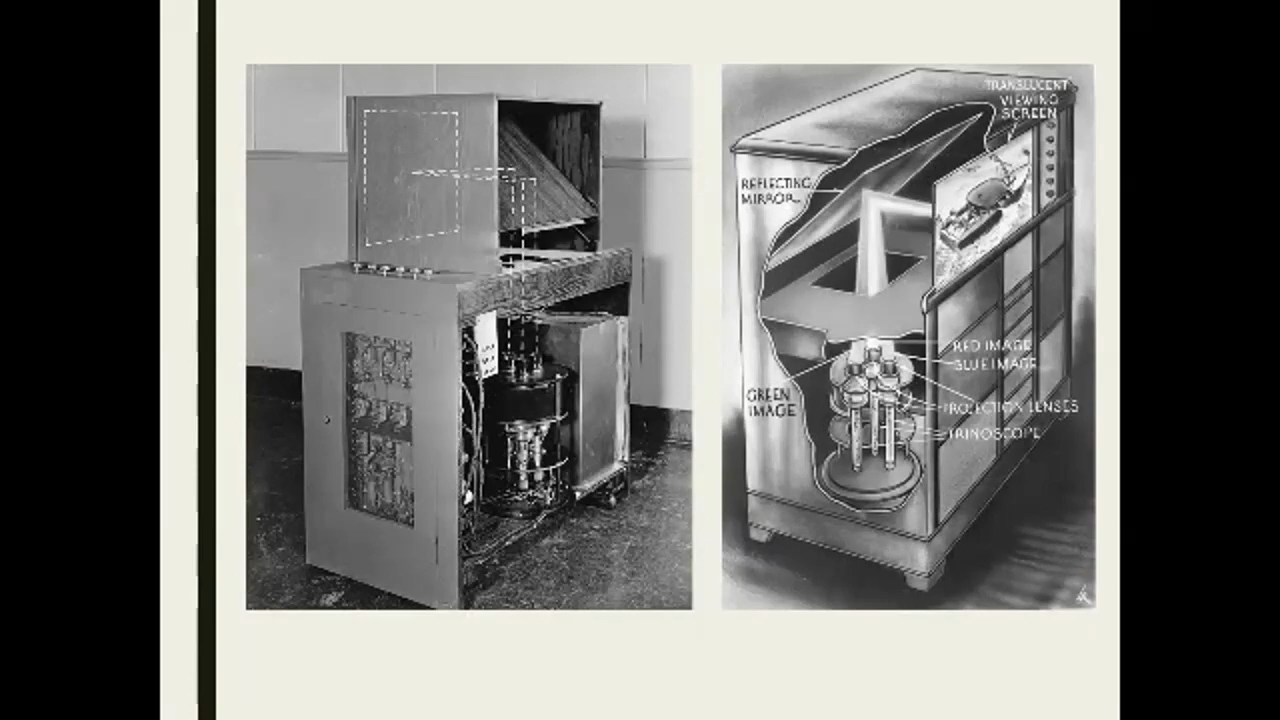 TRANSLUCENT
VIEWING
SCREEN
REFLECTING
MIRROR
RED IMAGE
BLUE IMAGE
GREEN
IMAGE
PROJECTION LENSES
TRINOSCOPE